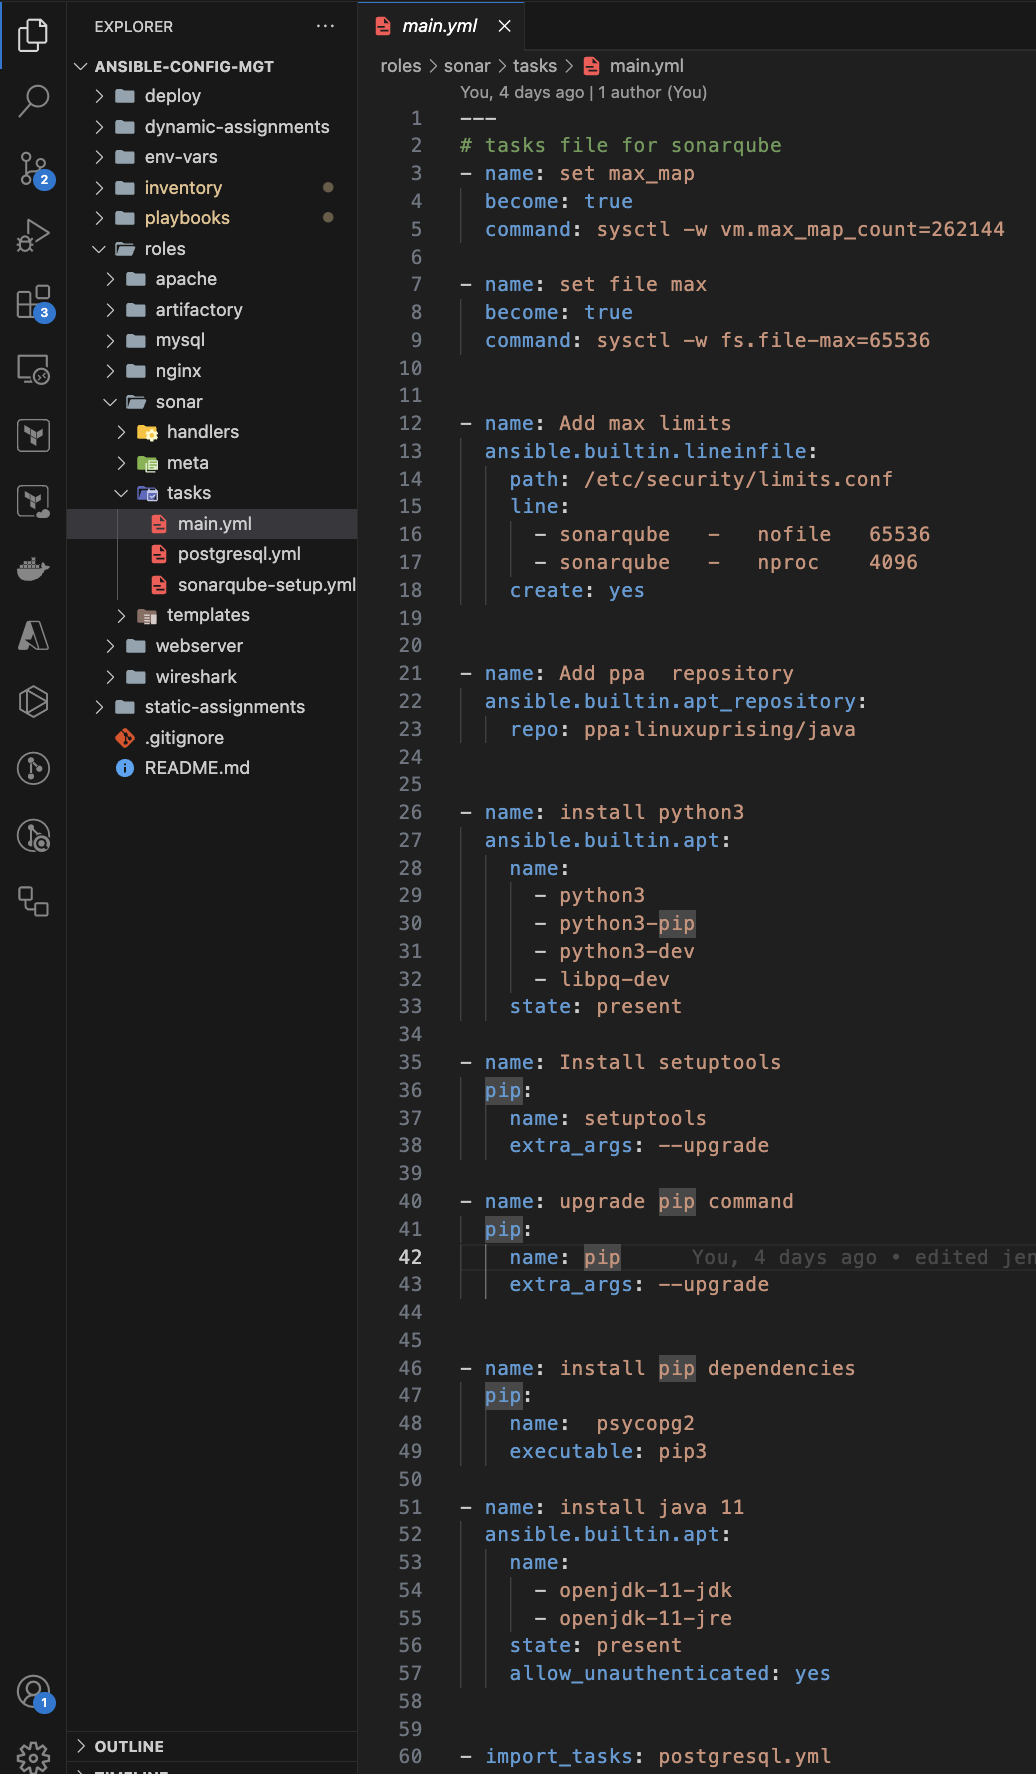 EXPLORER
ANSIBLE-CONFIG-MGT
deploy
dynamic-assignments
env-vars
inventory
playbooks
roles
apache
artifactory
mysql
nginx
sonar
handlers
meta
tasks
main.yml
postgresql.yml
sonarqube-setup.yml
templates
webserver
wireshark
static-assignments
.gitignore
README.md
OUTLINE
TIMELINE
2
3
1
main.yml
roles > sonar > tasks > main.yml
You, 4 days ago | 1 author (You)
1 ---
2 # tasks file for sonarqube
3 - name: set max_map
4   become: true
5   command: sysctl -w vm.max_map_count=262144
6
7 - name: set file max
8   become: true
9   command: sysctl -w fs.file-max=65536
10
11
12 - name: Add max limits
13   ansible.builtin.lineinfile:
14     path: /etc/security/limits.conf
15     line:
16       - sonarqube   -   nofile   65536
17       - sonarqube   -   nproc    4096
18     create: yes
19
20
21 - name: Add ppa  repository
22   ansible.builtin.apt_repository:
23     repo: ppa:linuxuprising/java
24
25
26 - name: install python3
27   ansible.builtin.apt:
28     name:
29       - python3
30       - python3-pip
31       - python3-dev
32       - libpq-dev
33     state: present
34
35 - name: Install setuptools
36   pip:
37     name: setuptools
38     extra_args: --upgrade
39
40 - name: upgrade pip command
41   pip:
42     name: pip      You, 4 days ago • edited jen
43     extra_args: --upgrade
44
45
46 - name: install pip dependencies
47   pip:
48     name:  psycopg2
49     executable: pip3
50
51 - name: install java 11
52   ansible.builtin.apt:
53     name:
54       - openjdk-11-jdk
55       - openjdk-11-jre
56     state: present
57     allow_unauthenticated: yes
58
59
60 - import_tasks: postgresql.yml